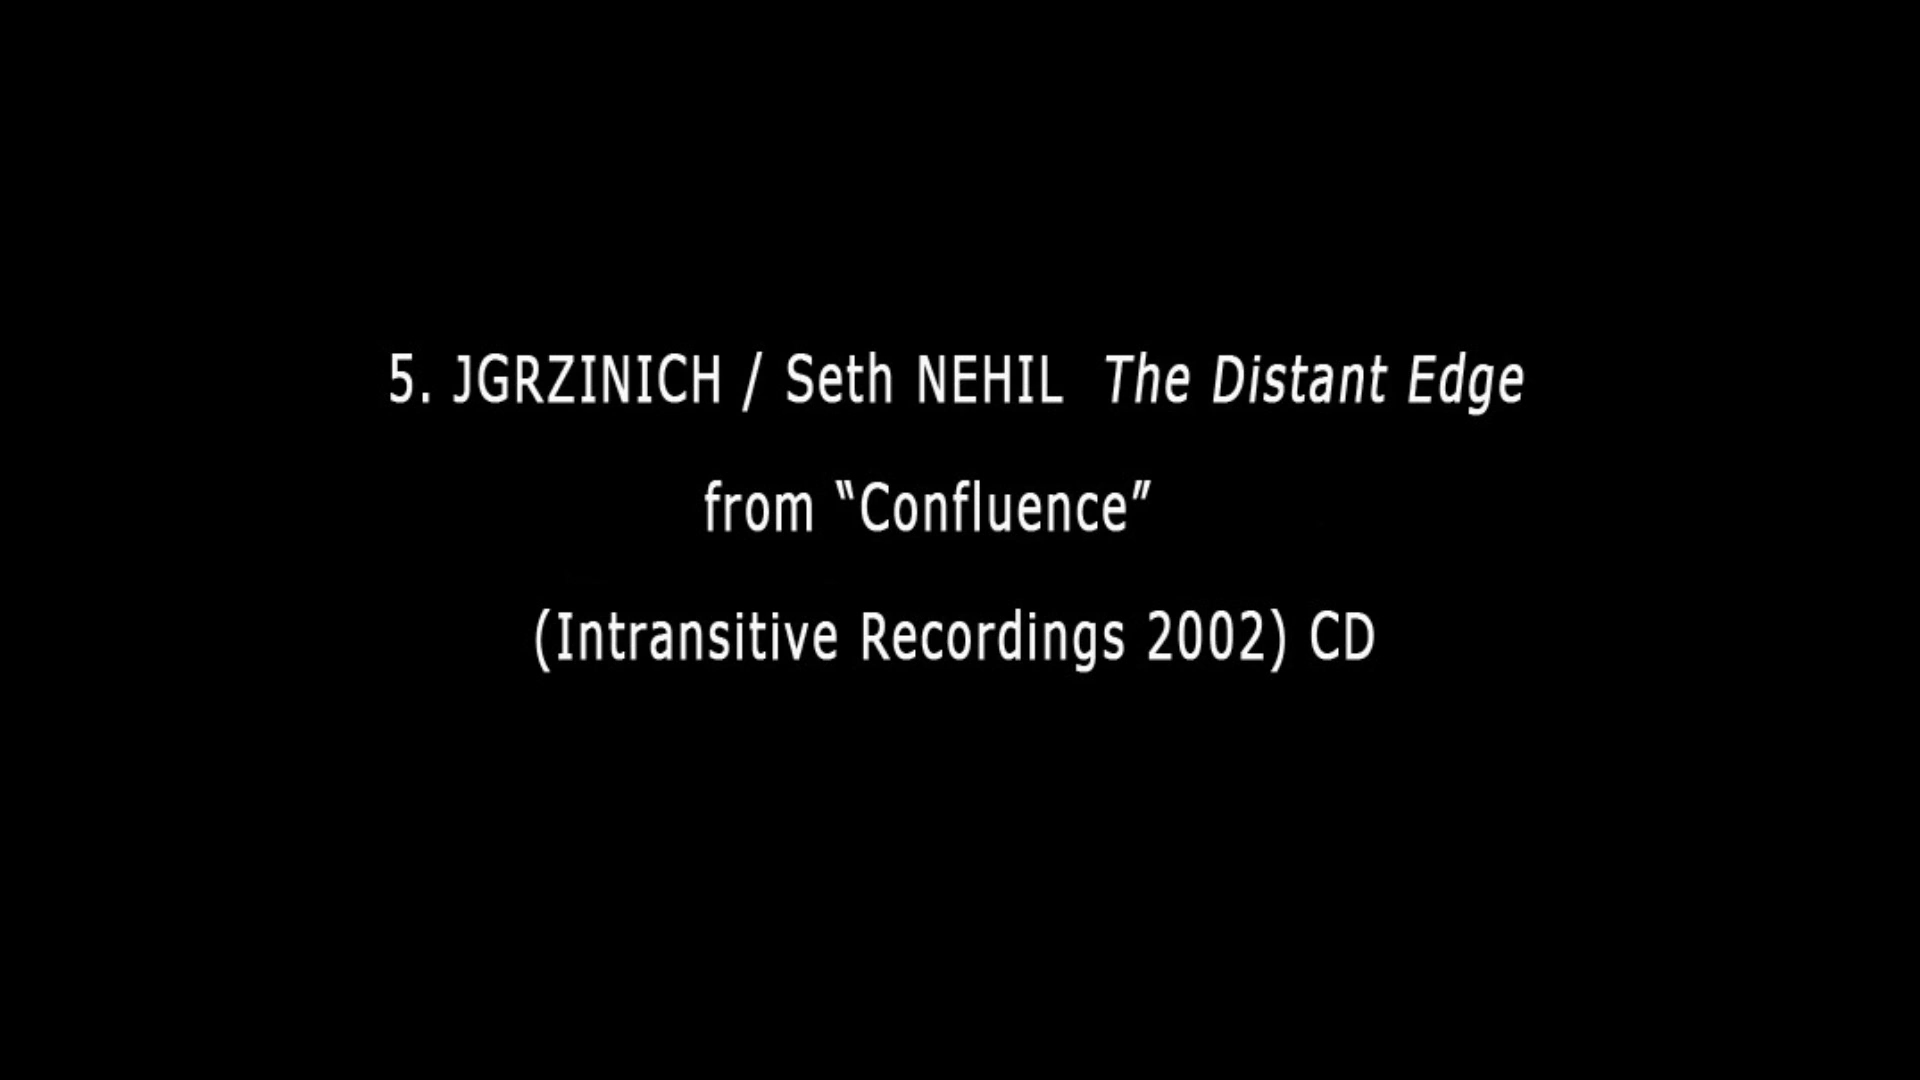 5. JGRZINICH / Seth NEHIL The Distant Edge
from “Confluence”
(Intransitive Recordings 2002) CD